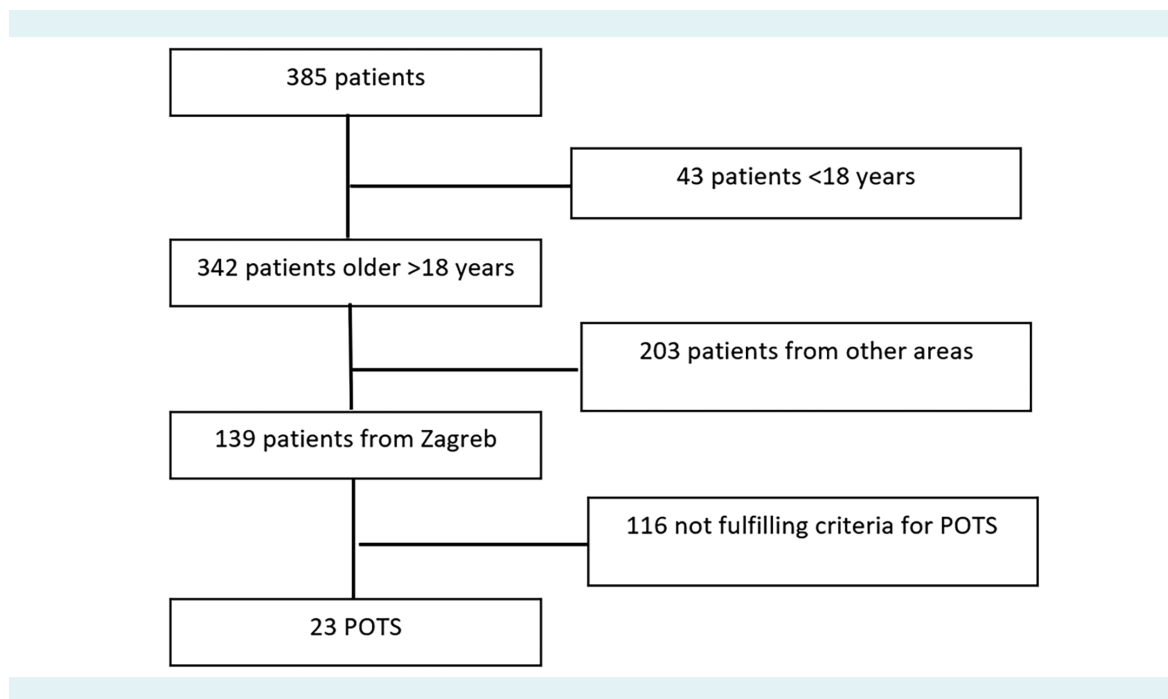 385 patients
43 patients <18 years
342 patients older >18 years
203 patients from other areas
139 patients from Zagreb
116 not fulfilling criteria for POTS
23 POTS